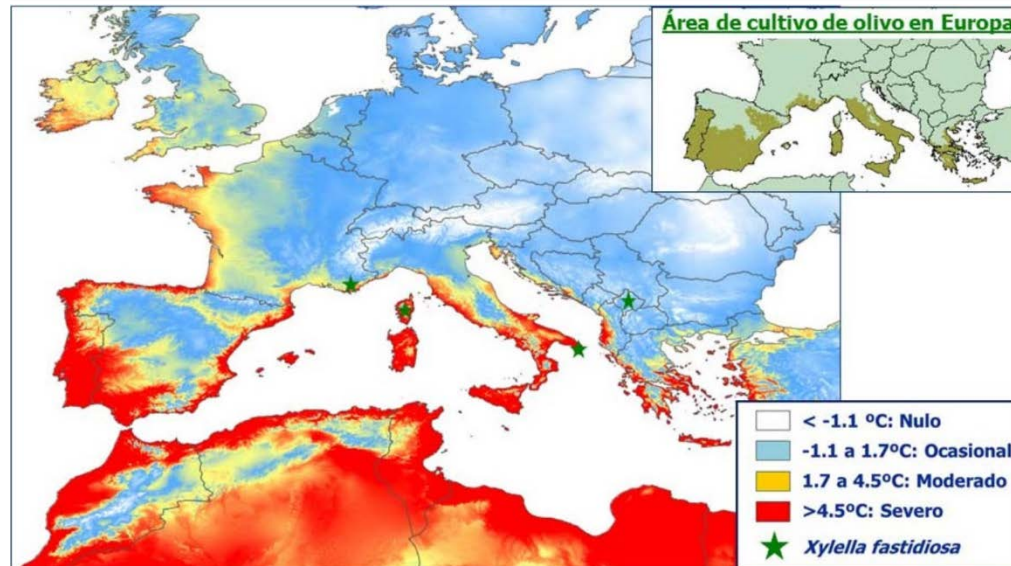 Área de cultivo de olivo en Europa
< -1.1 ºC: Nulo
-1.1 a 1.7ºC: Ocasional
1.7 a 4.5ºC: Moderado
>4.5ºC: Severo
Xylella fastidiosa